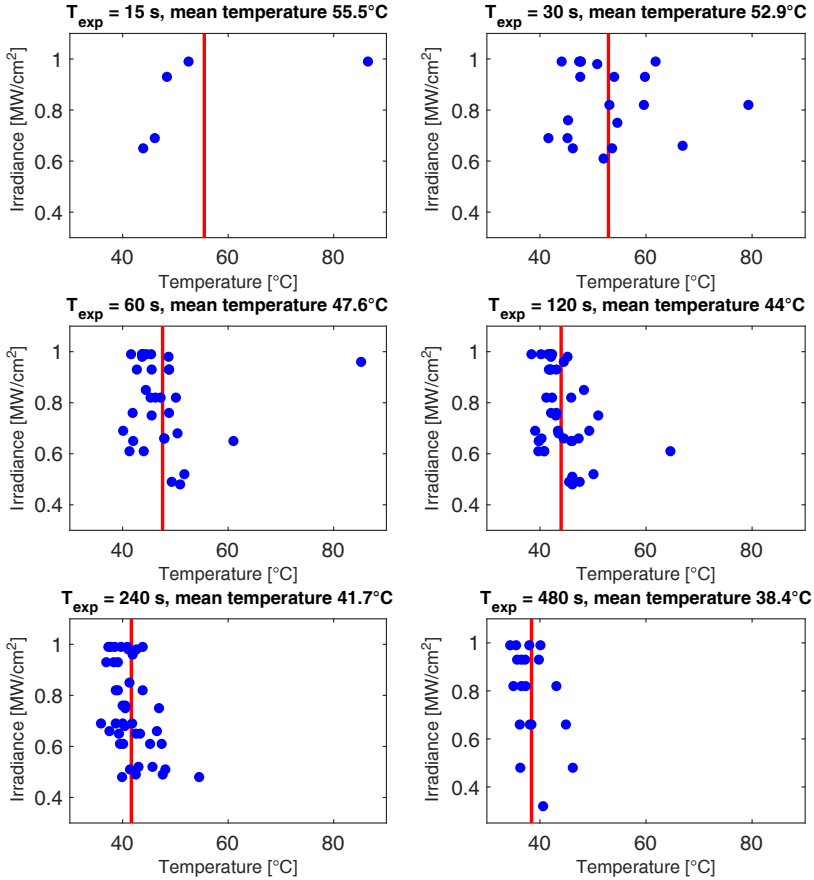 T_exp = 15 s, mean temperature 55.5°C
Irradiance [MW/cm²]
1
0.8
0.6
0.4
40 60 80
Temperature [°C]
T_exp = 30 s, mean temperature 52.9°C
Irradiance [MW/cm²]
1
0.8
0.6
0.4
40 60 80
Temperature [°C]
T_exp = 60 s, mean temperature 47.6°C
Irradiance [MW/cm²]
1
0.8
0.6
0.4
40 60 80
Temperature [°C]
T_exp = 120 s, mean temperature 44°C
Irradiance [MW/cm²]
1
0.8
0.6
0.4
40 60 80
Temperature [°C]
T_exp = 240 s, mean temperature 41.7°C
Irradiance [MW/cm²]
1
0.8
0.6
0.4
40 60 80
Temperature [°C]
T_exp = 480 s, mean temperature 38.4°C
Irradiance [MW/cm²]
1
0.8
0.6
0.4
40 60 80
Temperature [°C]